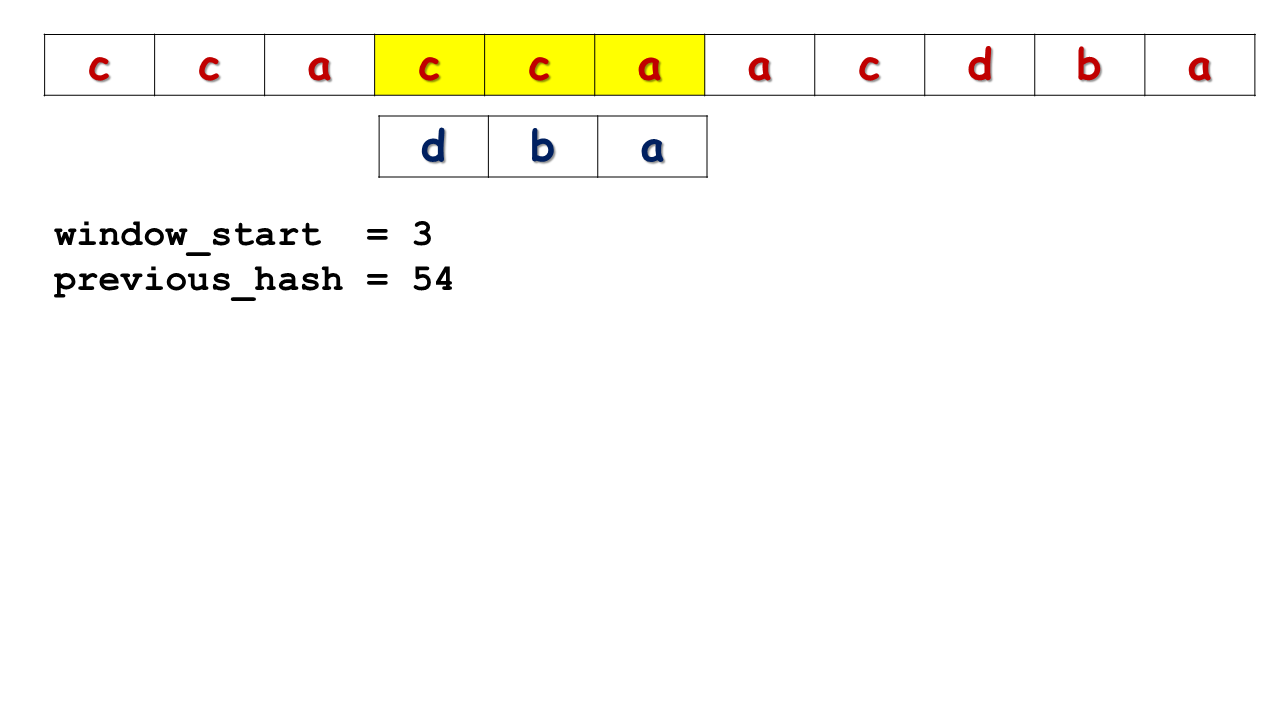 c c a c c a a c d b a
d b a
window_start = 3
previous_hash = 54